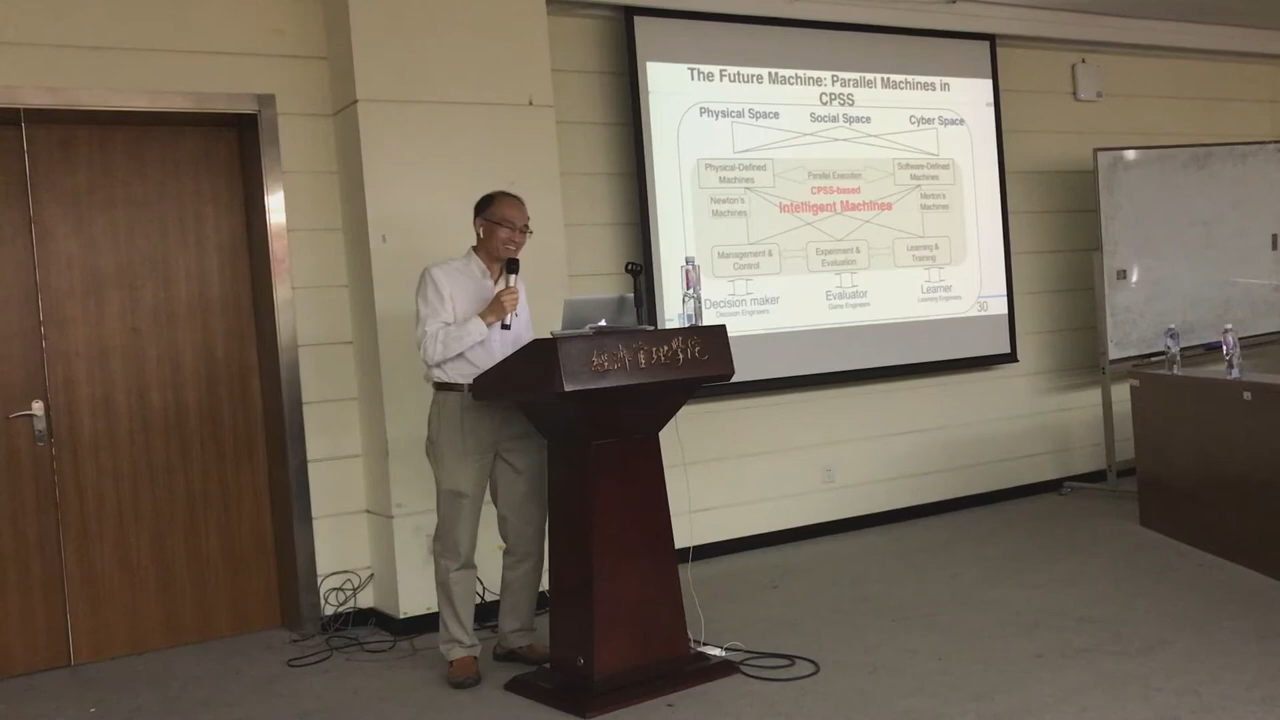 The Future Machine: Parallel Machines in
CPSS
Physical Space
Social Space
Cyber Space
Physical-Defined
Machines
Parallel Execution
Software-Defined
Machines
CPSS-based
Intelligent Machines
Newton's
Machines
Merton's
Machines
Management &
Control
Experiment &
Evaluation
Learning &
Training
Decision maker
Decision Engineers
Evaluator
Game Engineers
Learner
Learning Engineers
30
經濟管理學院